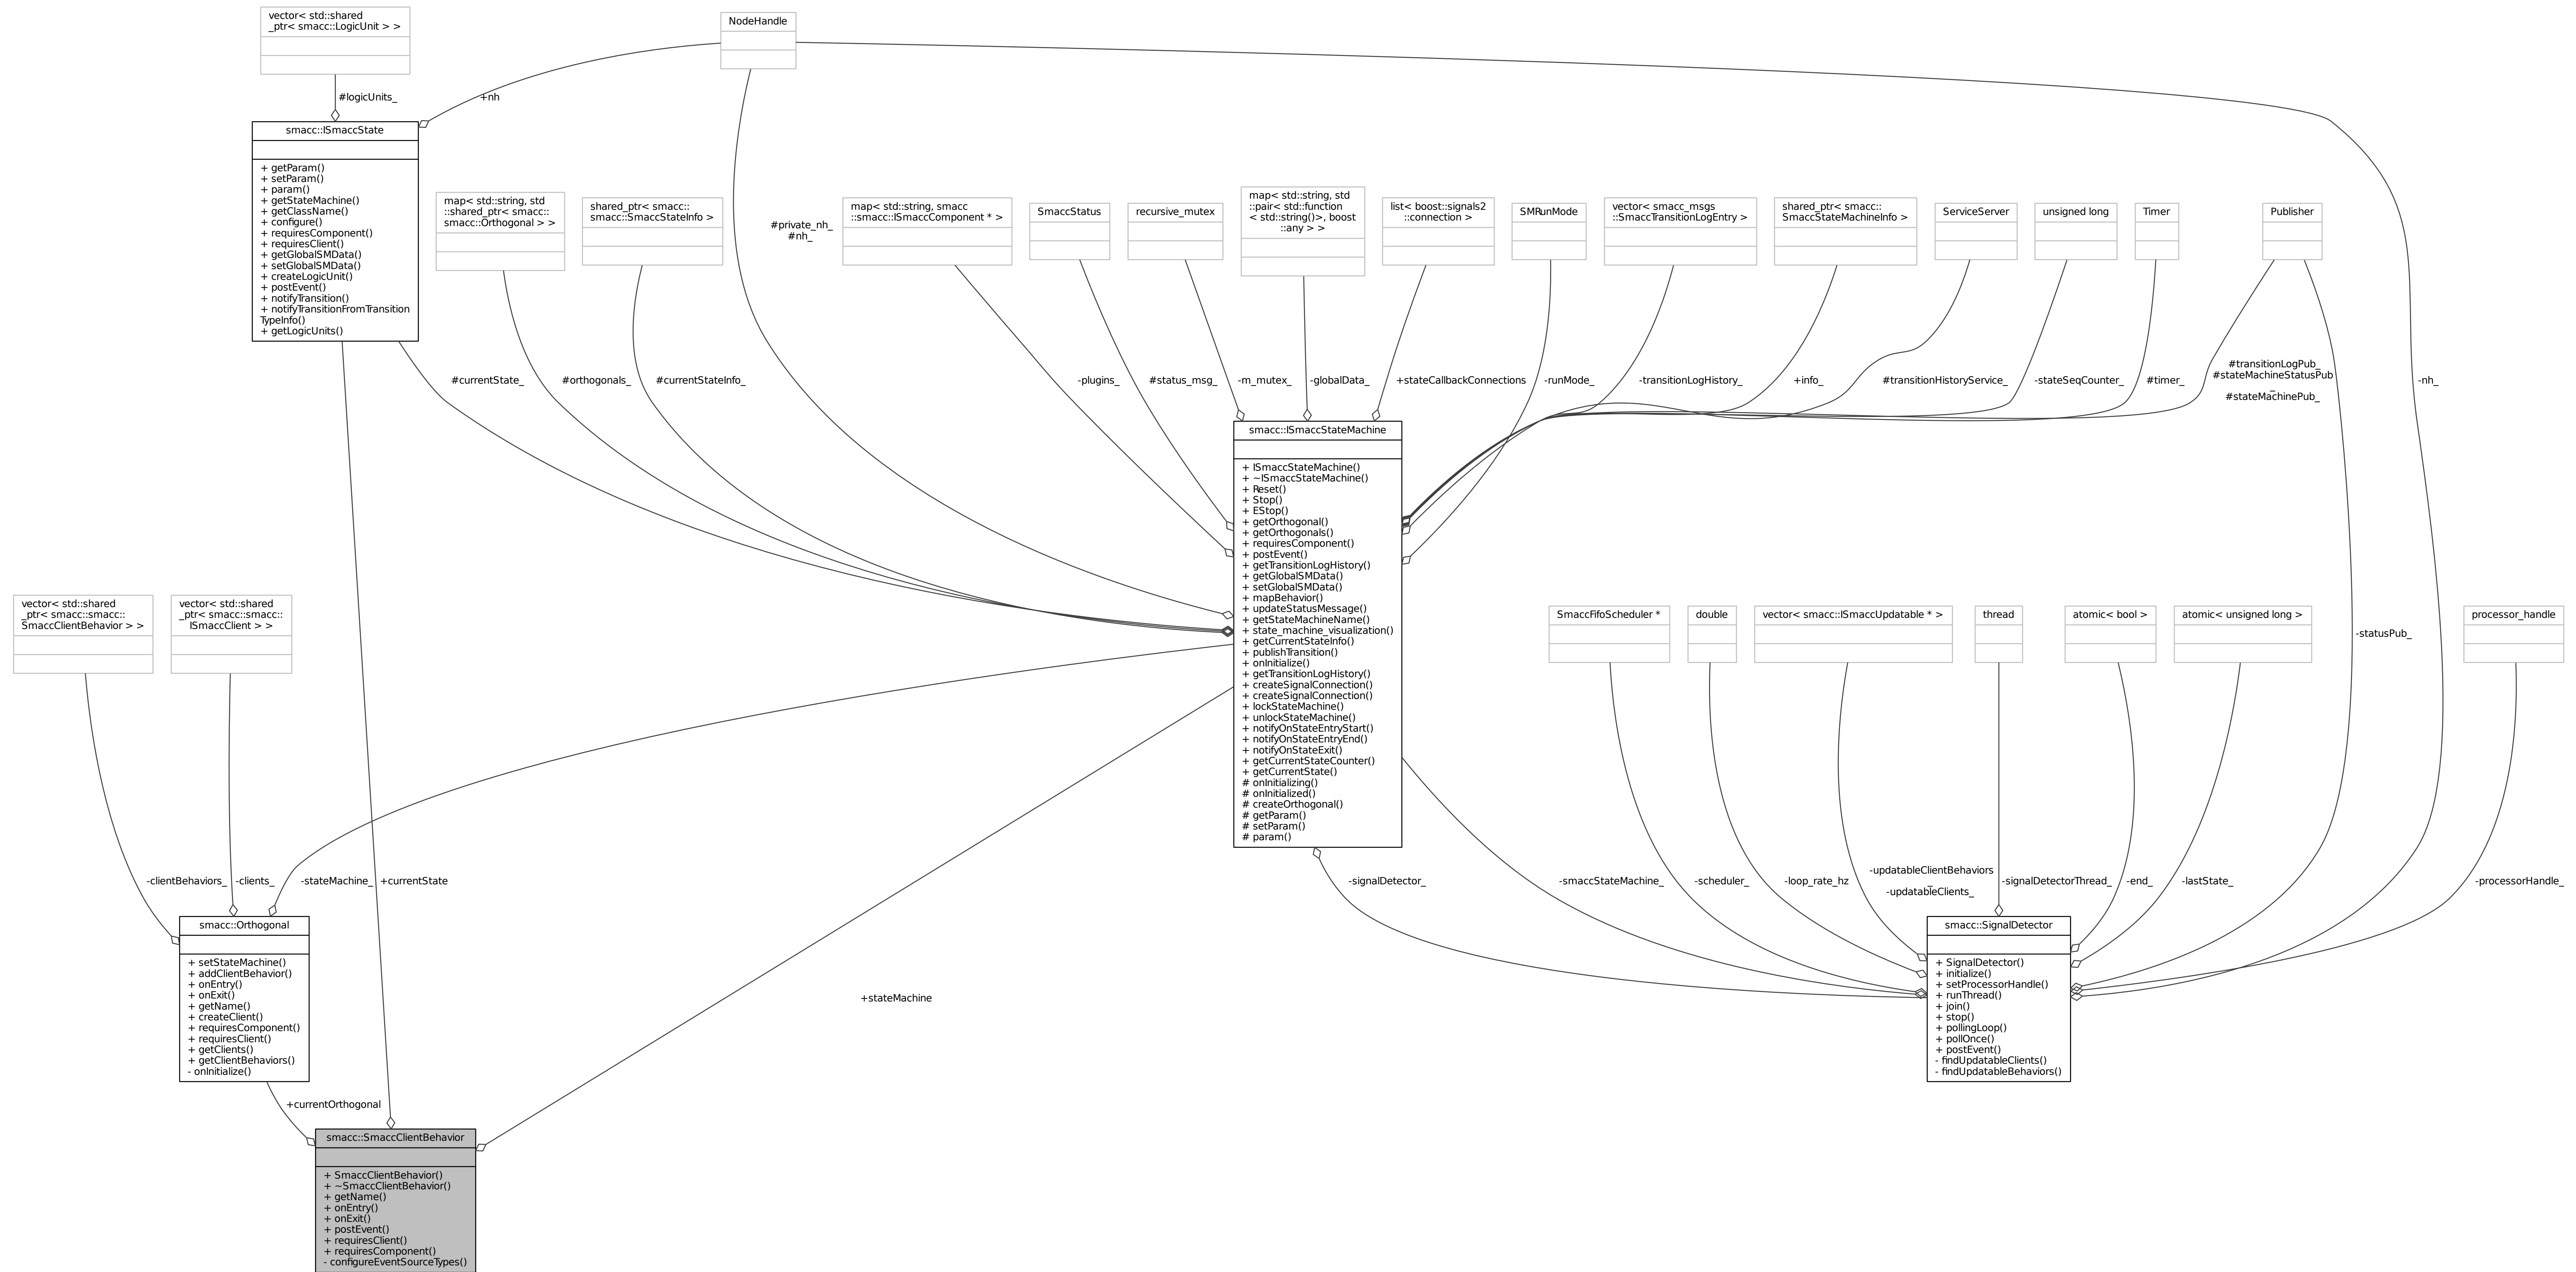 vector< std::shared
_ptr< smacc::LogicUnit > >
NodeHandle
#logicUnits_
+nh
smacc::ISmaccState
+ getParam()
+ setParam()
+ param()
+ getStateMachine()
+ getClassName()
+ configure()
+ requiresComponent()
+ requiresClient()
+ getGlobalSMData()
+ setGlobalSMData()
+ createLogicUnit()
+ postEvent()
+ notifyTransition()
+ notifyTransitionFromTransition
TypeInfo()
+ getLogicUnits()
map< std::string, std
::shared_ptr< smacc::
smacc::Orthogonal > >
shared_ptr< smacc::
smacc::SmaccStateInfo >
#private_nh_
#nh_
map< std::string, smacc
::smacc::ISmaccComponent * >
SmaccStatus
recursive_mutex
map< std::string, std
::pair< std::function
< std::string()>, boost
::any > >
list< boost::signals2
::connection >
SMRunMode
vector< smacc_msgs
::SmaccTransitionLogEntry >
shared_ptr< smacc::
SmaccStateMachineInfo >
ServiceServer
unsigned long
Timer
Publisher
#currentState_
#orthogonals_
#currentStateInfo_
-plugins_
#status_msg_
-m_mutex_
-globalData_
+stateCallbackConnections
-runMode_
-transitionLogHistory_
+info_
#transitionHistoryService_
-stateSeqCounter_
#timer_
#transitionLogPub_
#stateMachineStatusPub
_
#stateMachinePub_
-nh_
smacc::ISmaccStateMachine
+ ISmaccStateMachine()
+ ~ISmaccStateMachine()
+ Reset()
+ Stop()
+ EStop()
+ getOrthogonal()
+ getOrthogonals()
+ requiresComponent()
+ postEvent()
+ getTransitionLogHistory()
+ getGlobalSMData()
+ setGlobalSMData()
+ mapBehavior()
+ updateStatusMessage()
+ getStateMachineName()
+ state_machine_visualization()
+ getCurrentStateInfo()
+ publishTransition()
+ onInitialize()
+ getTransitionLogHistory()
+ createSignalConnection()
+ createSignalConnection()
+ lockStateMachine()
+ unlockStateMachine()
+ notifyOnStateEntryStart()
+ notifyOnStateEntryEnd()
+ notifyOnStateExit()
+ getCurrentStateCounter()
+ getCurrentState()
# onInitializing()
# onInitialized()
# createOrthogonal()
# getParam()
# setParam()
# param()
vector< std::shared
_ptr< smacc::smacc::
SmaccClientBehavior > >
vector< std::shared
_ptr< smacc::smacc::
ISmaccClient > >
SmaccFifoScheduler *
double
vector< smacc::ISmaccUpdatable * >
thread
atomic< bool >
atomic< unsigned long >
-statusPub_
processor_handle
-clientBehaviors_
-clients_
-stateMachine_
+currentState
-signalDetector_
-smaccStateMachine_
-scheduler_
-loop_rate_hz
-updatableClientBehaviors
_
-updatableClients_
-signalDetectorThread_
-end_
-lastState_
-processorHandle_
smacc::Orthogonal
+ setStateMachine()
+ addClientBehavior()
+ onEntry()
+ onExit()
+ getName()
+ createClient()
+ requiresComponent()
+ requiresClient()
+ getClients()
+ getClientBehaviors()
- onInitialize()
+stateMachine
smacc::SignalDetector
+ SignalDetector()
+ initialize()
+ setProcessorHandle()
+ runThread()
+ join()
+ stop()
+ pollingLoop()
+ pollOnce()
+ postEvent()
- findUpdatableClients()
- findUpdatableBehaviors()
+currentOrthogonal
smacc::SmaccClientBehavior
+ SmaccClientBehavior()
+ ~SmaccClientBehavior()
+ getName()
+ onEntry()
+ onExit()
+ postEvent()
+ requiresClient()
+ requiresComponent()
- configureEventSourceTypes()